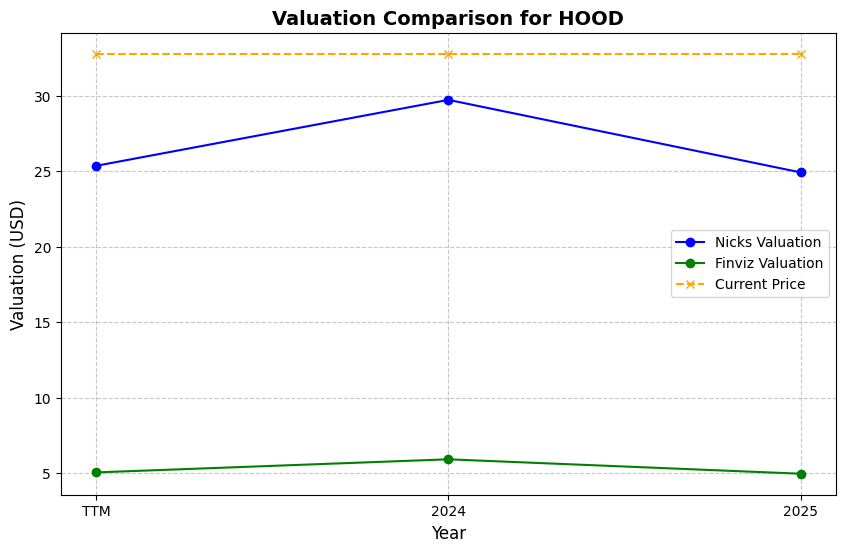 Valuation Comparison for HOOD
Valuation (USD)
30
25
20
15
10
5
Nicks Valuation
Finviz Valuation
Current Price
TTM 2024 2025
Year